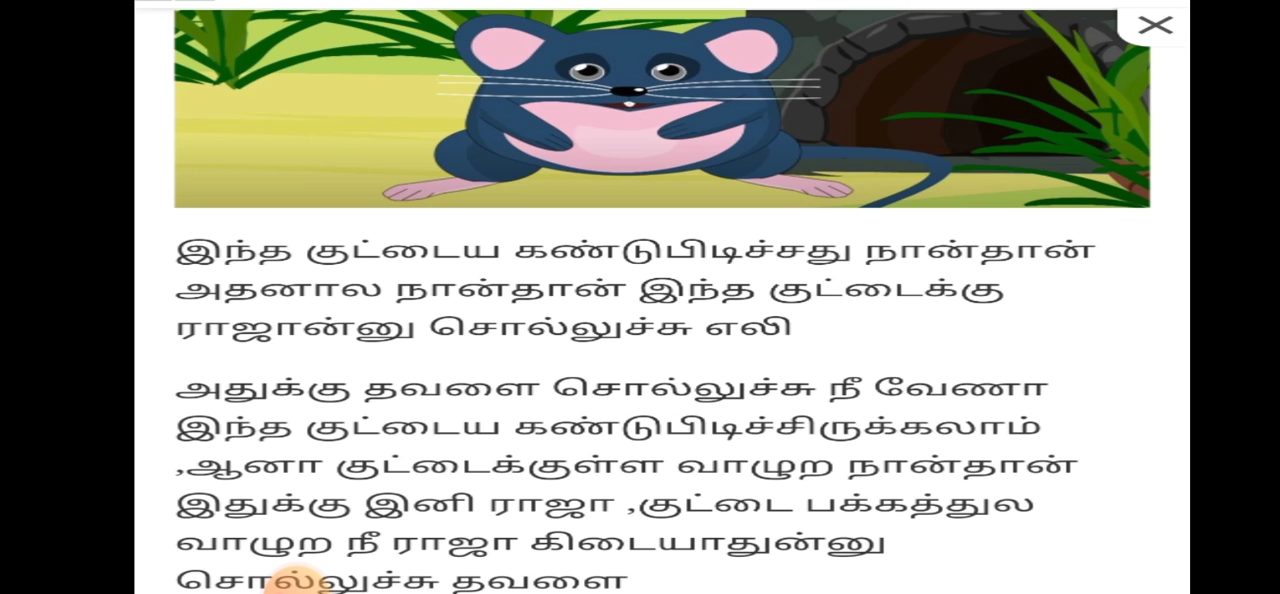 இந்த குட்டைய கண்டுபிடிச்சது நான்தான்
அதனால நான்தான் இந்த குட்டைக்கு
ராஜான்னு சொல்லுச்சு எலி
அதுக்கு தவளை சொல்லுச்சு நீ வேணா
இந்த குட்டைய கண்டுபிடிச்சிருக்கலாம்
,ஆனா குட்டைக்குள்ள வாழுற நான்தான்
இதுக்கு இனி ராஜா ,குட்டை பக்கத்துல
வாழுற நீ ராஜா கிடையாதுன்னு
சொல்லுச்சு தவளை